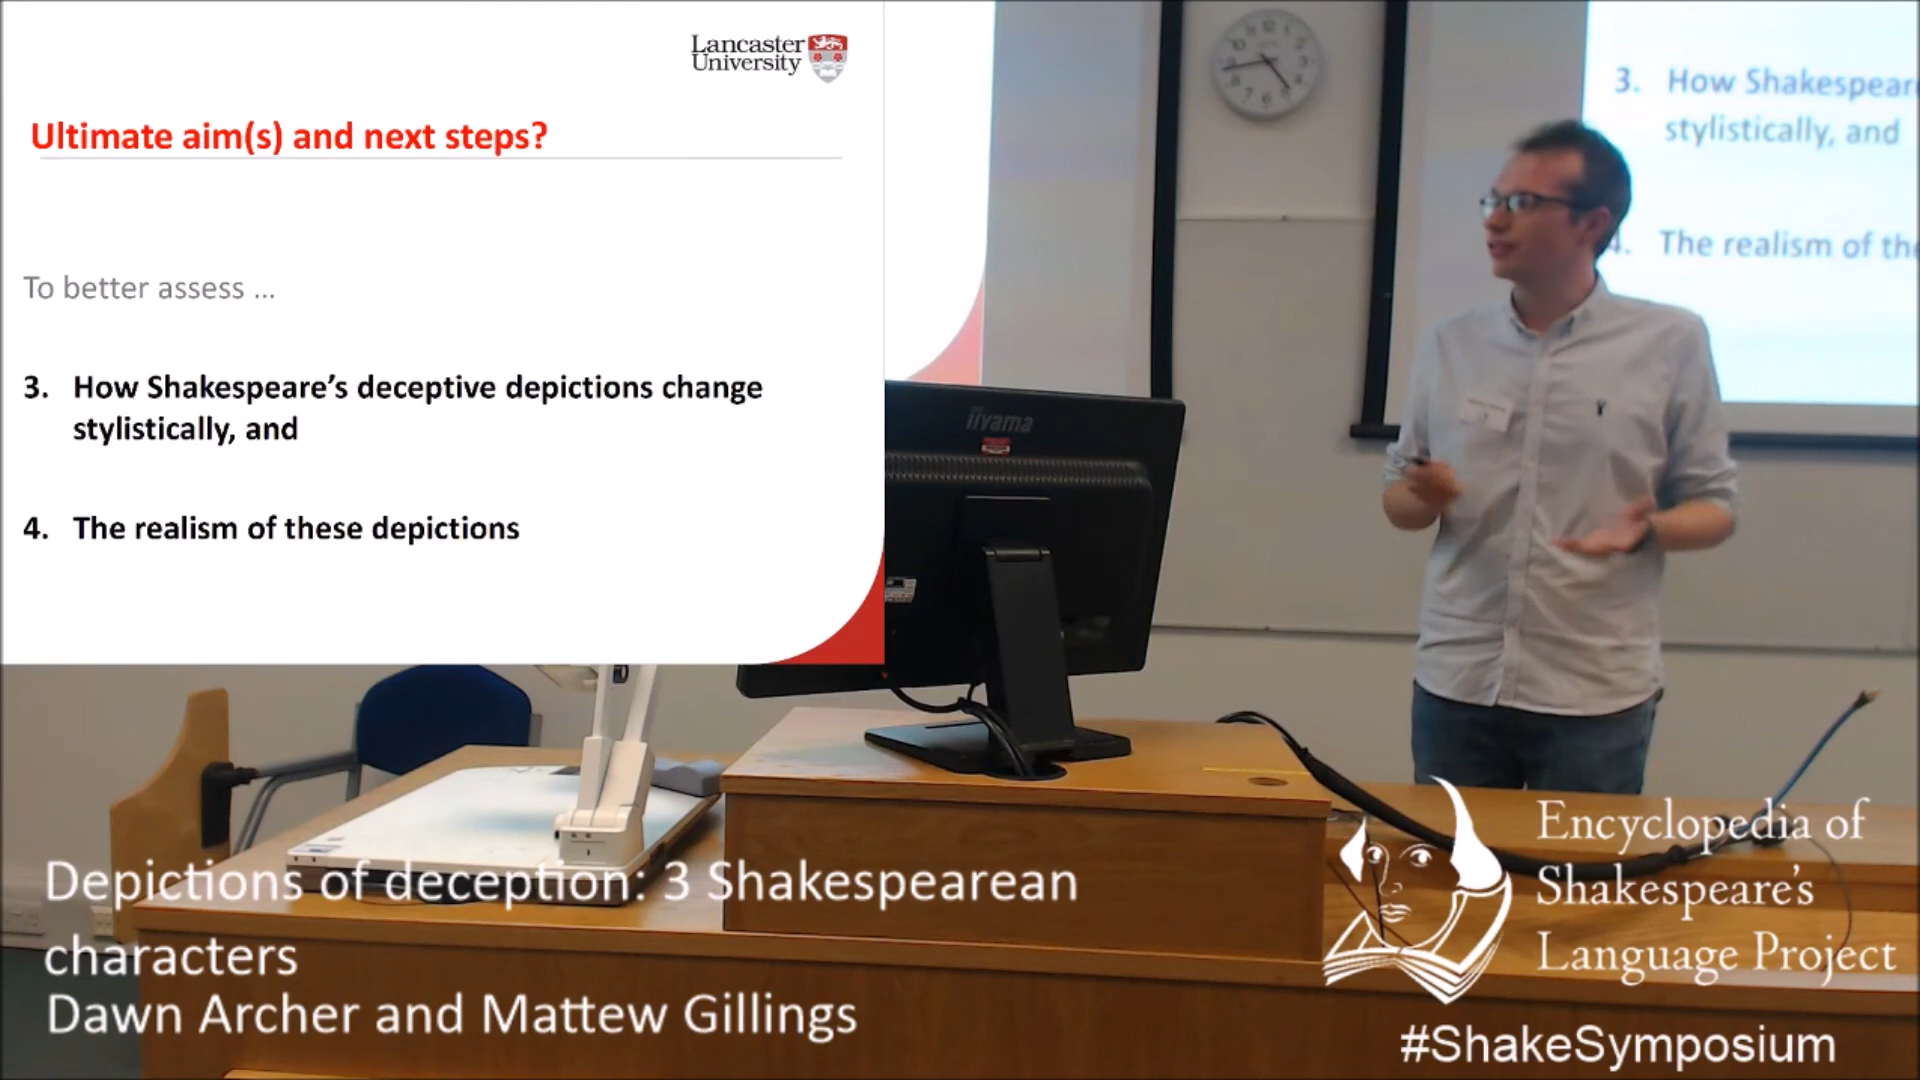 Lancaster
University
Ultimate aim(s) and next steps?
To better assess ...
3. How Shakespeare’s deceptive depictions change
stylistically, and
4. The realism of these depictions
iiyama
3. How Shakespear
stylistically, and
4. The realism of th
Depictions of deception: 3 Shakespearean
characters
Dawn Archer and Mattew Gillings
Encyclopedia of
Shakespeare's
Language Project
#ShakeSymposium